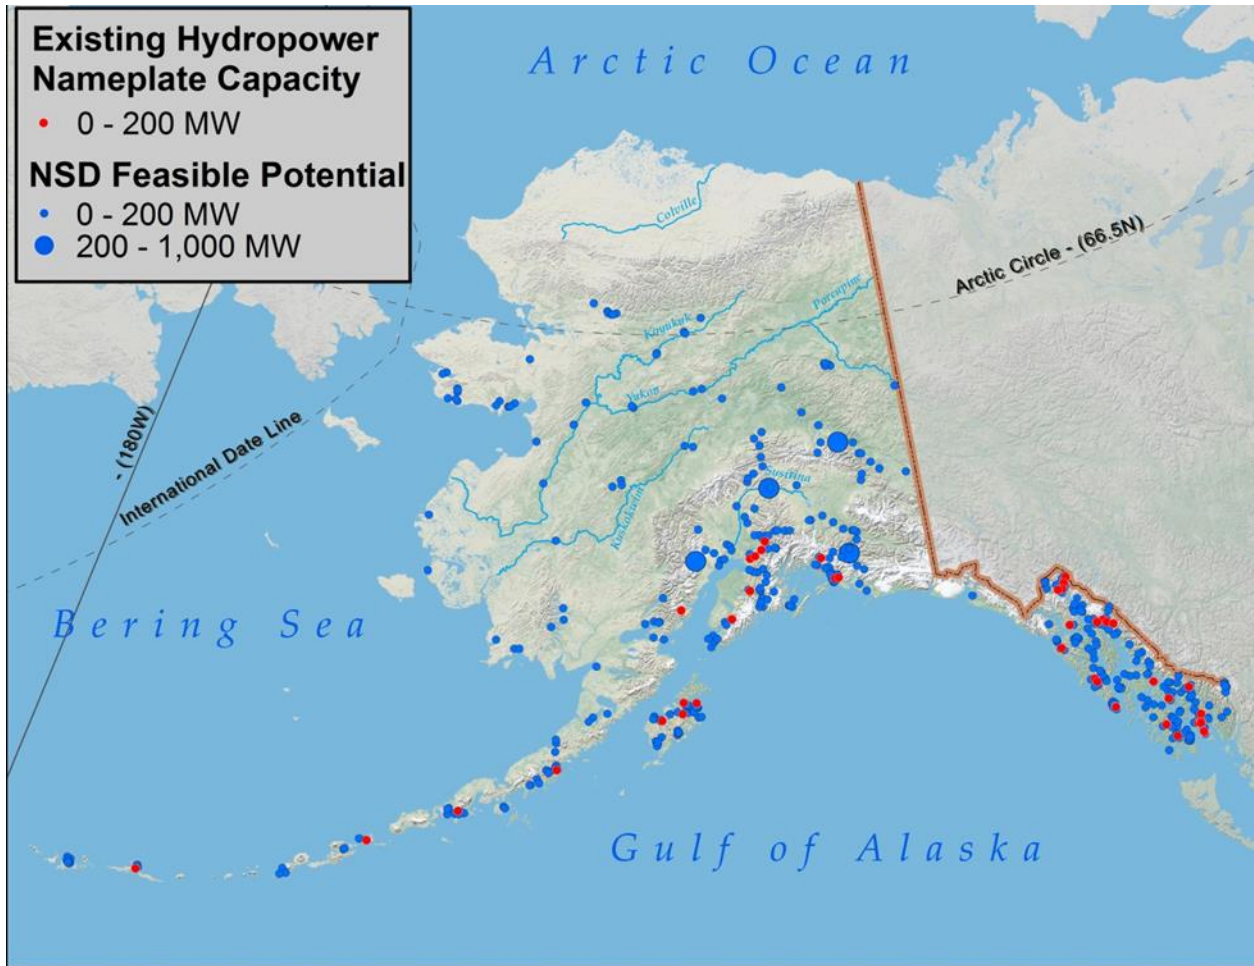 Existing Hydropower
Nameplate Capacity
0 - 200 MW
NSD Feasible Potential
0 - 200 MW
200 - 1,000 MW
Arctic Ocean
Colville
Arctic Circle - (66.5N)
Porcupine
Koyukuk
Yukon
- (180W)
International Date Line
Susitna
Kuskokwim
Bering Sea
Gulf of Alaska